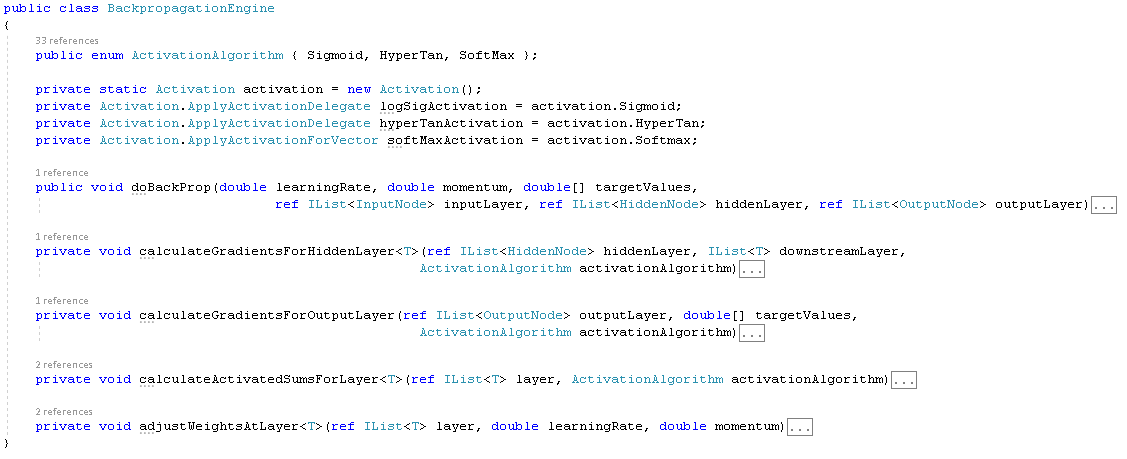 public class BackpropagationEngine
{
33 references
public enum ActivationAlgorithm { Sigmoid, HyperTan, SoftMax };
private static Activation activation = new Activation();
private Activation.ApplyActivationDelegate logSigActivation = activation.Sigmoid;
private Activation.ApplyActivationDelegate hyperTanActivation = activation.HyperTan;
private Activation.ApplyActivationForVector softMaxActivation = activation.Softmax;
1 reference
public void doBackProp(double learningRate, double momentum, double[] targetValues,
ref IList<InputNode> inputLayer, ref IList<HiddenNode> hiddenLayer, ref IList<OutputNode> outputLayer)...
1 reference
private void calculateGradientsForHiddenLayer<T>(ref IList<HiddenNode> hiddenLayer, IList<T> downstreamLayer,
ActivationAlgorithm activationAlgorithm)...
1 reference
private void calculateGradientsForOutputLayer(ref IList<OutputNode> outputLayer, double[] targetValues,
ActivationAlgorithm activationAlgorithm)...
2 references
private void calculateActivatedSumsForLayer<T>(ref IList<T> layer, ActivationAlgorithm activationAlgorithm)...
2 references
private void adjustWeightsAtLayer<T>(ref IList<T> layer, double learningRate, double momentum)...
}